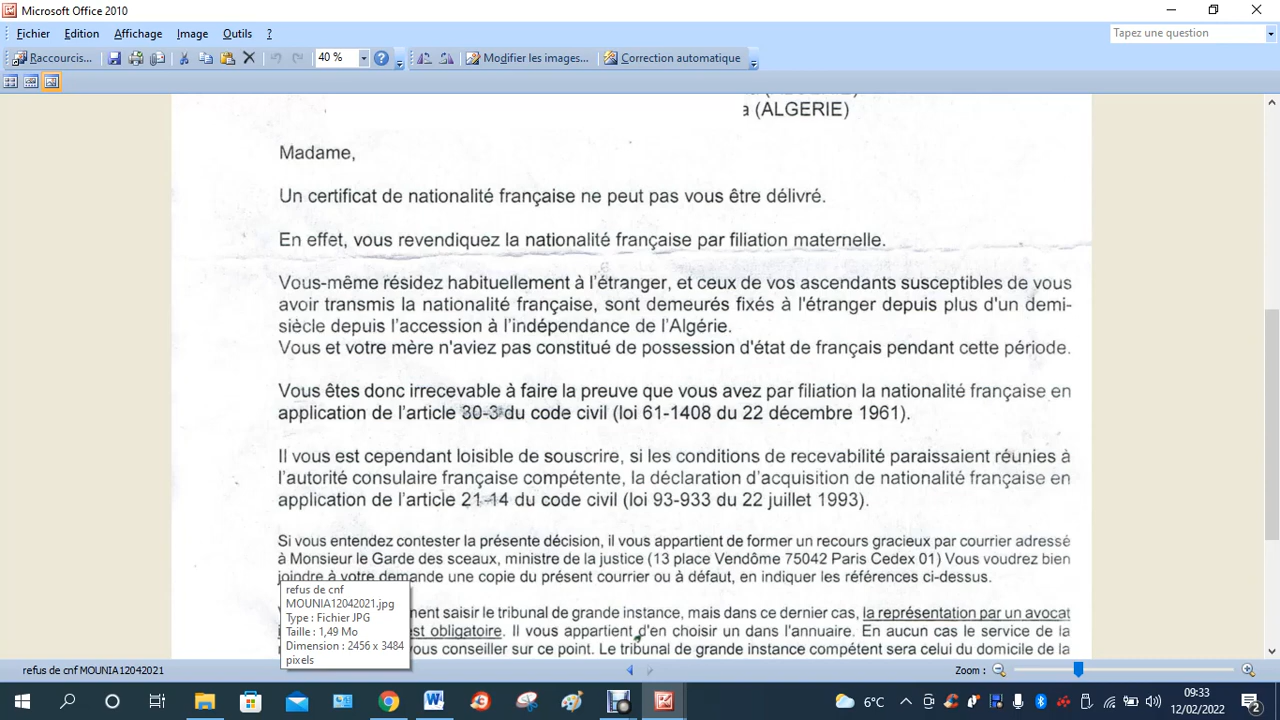 Microsoft Office 2010
Fichier Edition Affichage Image Outils ?
Tapez une question
Raccourcis... 40 % Modifier les images... Correction automatique
a (ALGERIE)
Madame,
Un certificat de nationalité française ne peut pas vous être délivré.
En effet, vous revendiquez la nationalité française par filiation maternelle.
Vous-même résidez habituellement à l'étranger, et ceux de vos ascendants susceptibles de vous
avoir transmis la nationalité française, sont demeurés fixés à l'étranger depuis plus d'un demi-
siècle depuis l'accession à l'indépendance de l'Algérie.
Vous et votre mère n'aviez pas constitué de possession d'état de français pendant cette période.
Vous êtes donc irrecevable à faire la preuve que vous avez par filiation la nationalité française en
application de l'article 30-3 du code civil (loi 61-1408 du 22 décembre 1961).
Il vous est cependant loisible de souscrire, si les conditions de recevabilité paraissaient réunies à
l'autorité consulaire française compétente, la déclaration d'acquisition de nationalité française en
application de l'article 21-14 du code civil (loi 93-933 du 22 juillet 1993).
Si vous entendez contester la présente décision, il vous appartient de former un recours gracieux par courrier adressé
à Monsieur le Garde des sceaux, ministre de la justice (13 place Vendôme 75042 Paris Cedex 01) Vous voudrez bien
joindre à votre demande une copie du présent courrier ou à défaut, en indiquer les références ci-dessus.
ment saisir le tribunal de grande instance, mais dans ce dernier cas, la représentation par un avocat
est obligatoire. Il vous appartient d'en choisir un dans l'annuaire. En aucun cas le service de la
vous conseiller sur ce point. Le tribunal de grande instance compétent sera celui du domicile de la
refus de cnf
MOUNIA12042021.jpg
Type : Fichier JPG
Taille : 1,49 Mo
Dimension : 2456 x 3484
pixels
refus de cnf MOUNIA12042021
Zoom :
6°C
09:33
12/02/2022
2